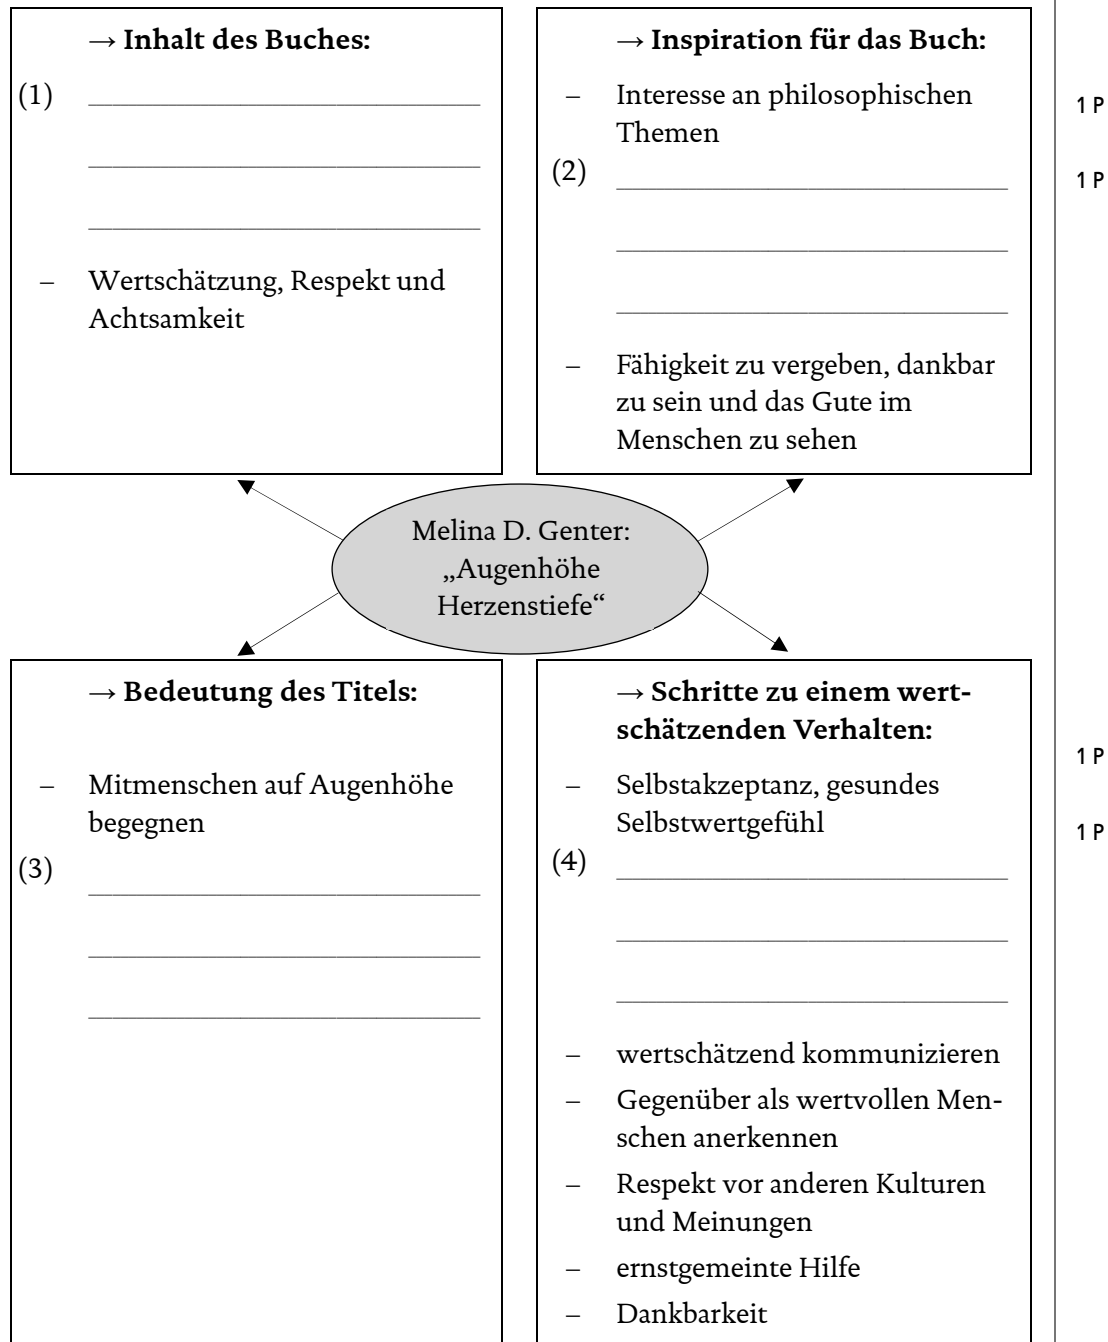 → Inhalt des Buches:
(1)
– Wertschätzung, Respekt und
Achtsamkeit
→ Inspiration für das Buch:
– Interesse an philosophischen
Themen
(2)
– Fähigkeit zu vergeben, dankbar
zu sein und das Gute im
Menschen zu sehen
1 P
1 P
Melina D. Genter:
„Augenhöhe
Herzenstiefe“
→ Bedeutung des Titels:
– Mitmenschen auf Augenhöhe
begegnen
(3)
→ Schritte zu einem wert-
schätzenden Verhalten:
– Selbstakzeptanz, gesundes
Selbstwertgefühl
(4)
– wertschätzend kommunizieren
– Gegenüber als wertvollen Men-
schen anerkennen
– Respekt vor anderen Kulturen
und Meinungen
– ernstgemeinte Hilfe
– Dankbarkeit
1 P
1 P